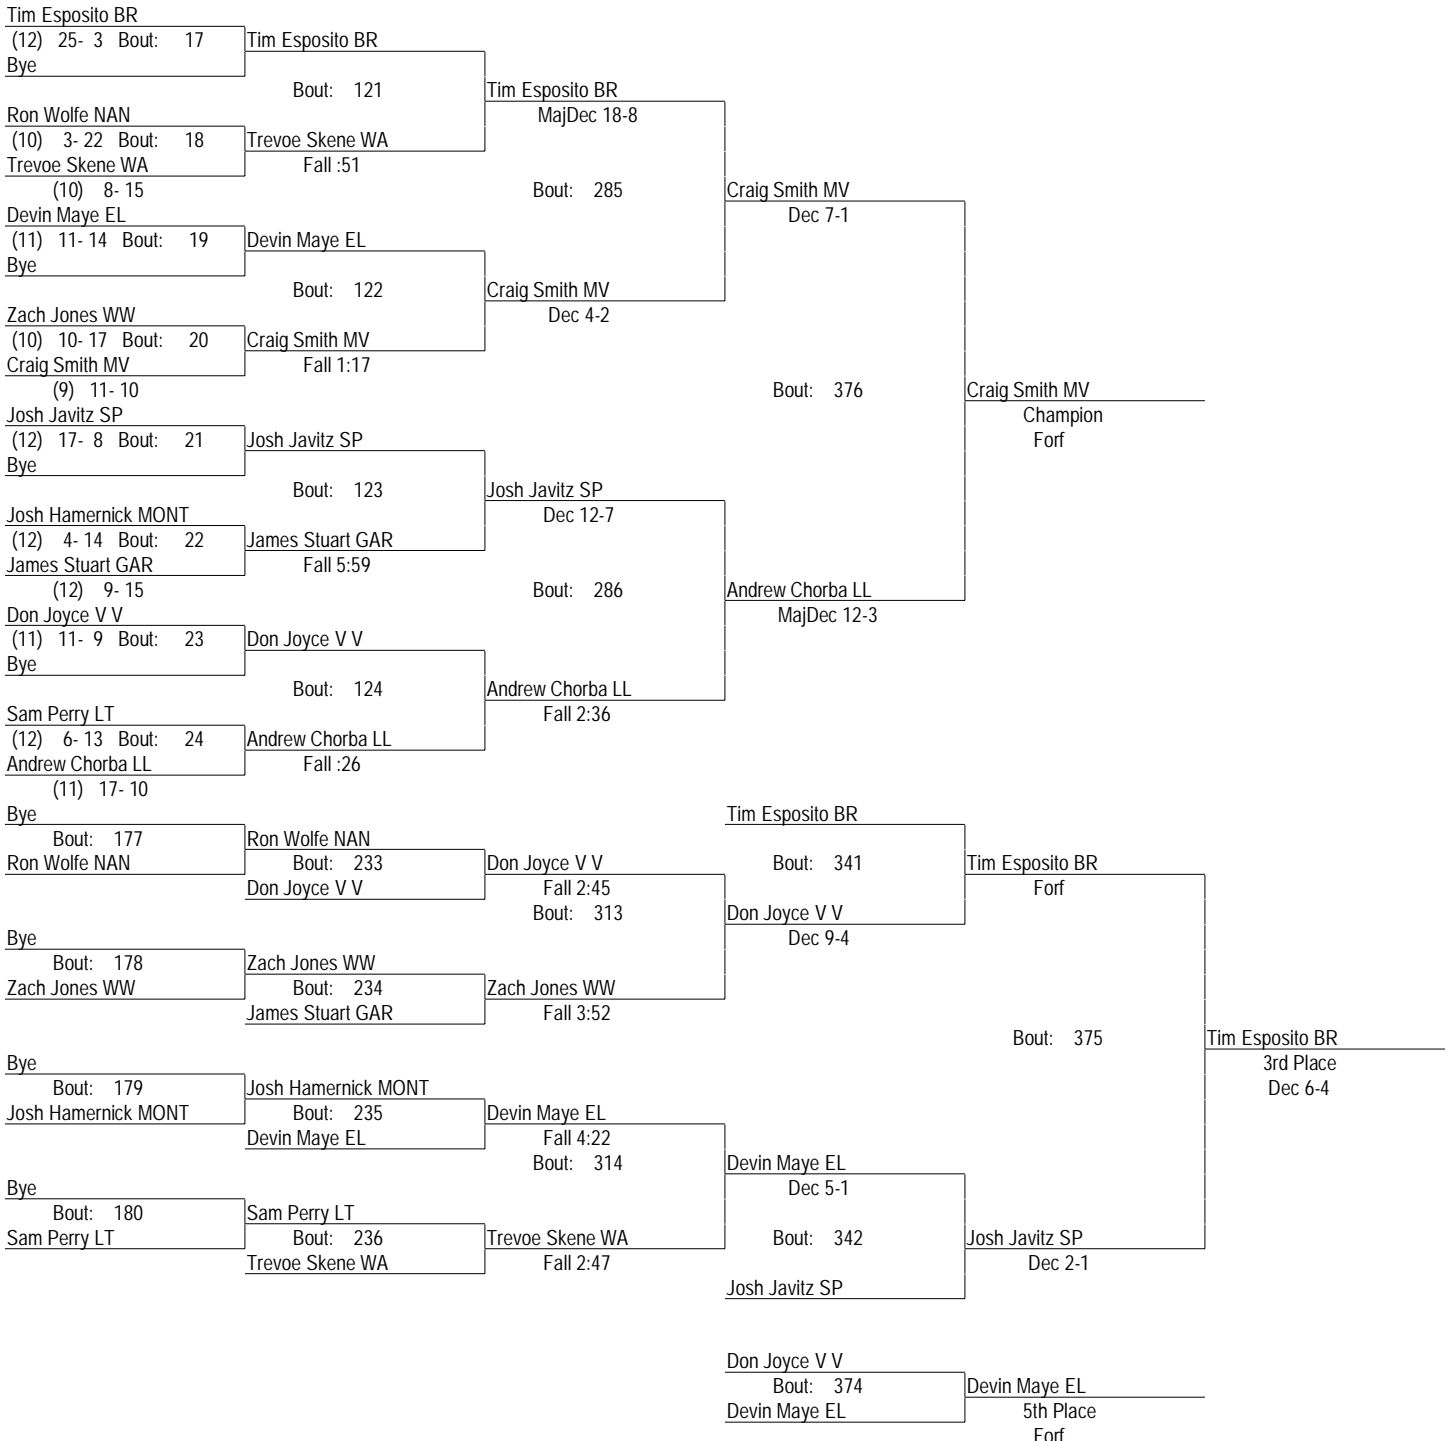 Tim Esposito BR
(12) 25- 3 Bout: 17 Tim Esposito BR
Bye
Bout: 121 Tim Esposito BR
Ron Wolfe NAN MajDec 18-8
(10) 3- 22 Bout: 18 Trevoe Skene WA
Trevoe Skene WA Fall :51
(10) 8- 15 Bout: 285 Craig Smith MV
Devin Maye EL Dec 7-1
(11) 11- 14 Bout: 19 Devin Maye EL
Bye
Bout: 122 Craig Smith MV
Zach Jones WW Dec 4-2
(10) 10- 17 Bout: 20 Craig Smith MV
Craig Smith MV Fall 1:17
(9) 11- 10 Bout: 376 Craig Smith MV
Josh Javitz SP Champion
(12) 17- 8 Bout: 21 Josh Javitz SP Forf
Bye
Bout: 123 Josh Javitz SP
Josh Hamernick MONT Dec 12-7
(12) 4- 14 Bout: 22 James Stuart GAR
James Stuart GAR Fall 5:59
(12) 9- 15 Bout: 286 Andrew Chorba LL
Don Joyce V V MajDec 12-3
(11) 11- 9 Bout: 23 Don Joyce V V
Bye
Bout: 124 Andrew Chorba LL
Sam Perry LT Fall 2:36
(12) 6- 13 Bout: 24 Andrew Chorba LL
Andrew Chorba LL Fall :26
(11) 17- 10
Bye Tim Esposito BR
Bout: 177 Ron Wolfe NAN
Ron Wolfe NAN Bout: 233 Don Joyce V V Bout: 341 Tim Esposito BR
Don Joyce V V Fall 2:45 Forf
Bout: 313 Don Joyce V V
Bye Dec 9-4
Bout: 178 Zach Jones WW
Zach Jones WW Bout: 234 Zach Jones WW
James Stuart GAR Fall 3:52
Bout: 375 Tim Esposito BR
Bye 3rd Place
Bout: 179 Josh Hamernick MONT Dec 6-4
Josh Hamernick MONT Bout: 235 Devin Maye EL
Devin Maye EL Fall 4:22
Bout: 314 Devin Maye EL
Bye Dec 5-1
Bout: 180 Sam Perry LT
Sam Perry LT Bout: 236 Trevoe Skene WA Bout: 342 Josh Javitz SP
Trevoe Skene WA Fall 2:47 Dec 2-1
Josh Javitz SP
Don Joyce V V
Bout: 374 Devin Maye EL
Devin Maye EL 5th Place
Forf